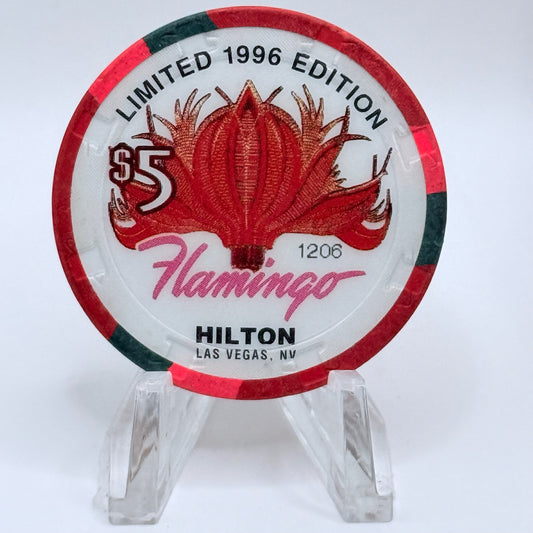 LIMITED 1996 EDITION
$5
1206
Flamingo
HILTON
LAS VEGAS, NV